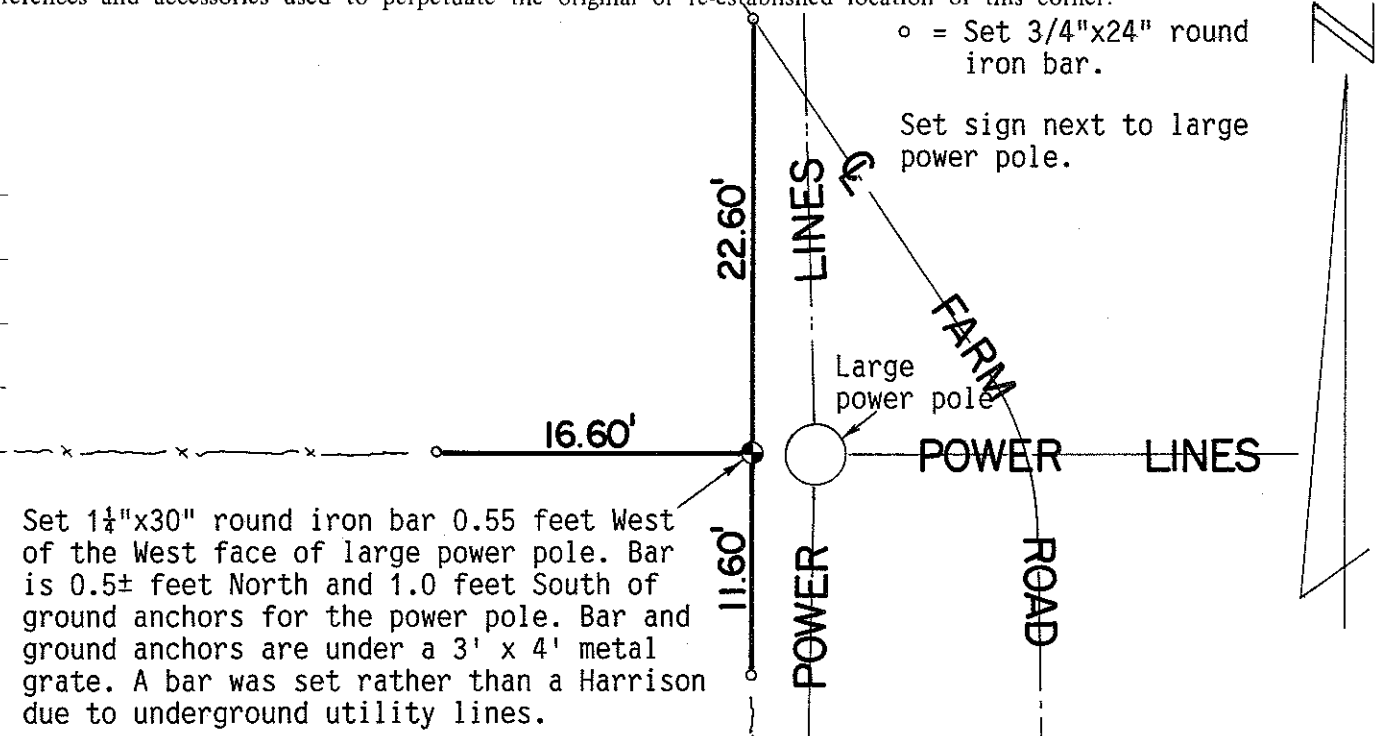 ferences and accessories used to perpetuate the original or re-established location of this corner.
N
o = Set 3/4"x24" round
iron bar.
Set sign next to large
power pole.
22.60'
LINES
℄
FARM
ROAD
Large
power pole
16.60'
POWER LINES
11.60'
POWER
Set 1¼"x30" round iron bar 0.55 feet West
of the West face of large power pole. Bar
is 0.5± feet North and 1.0 feet South of
ground anchors for the power pole. Bar and
ground anchors are under a 3' x 4' metal
grate. A bar was set rather than a Harrison
due to underground utility lines.